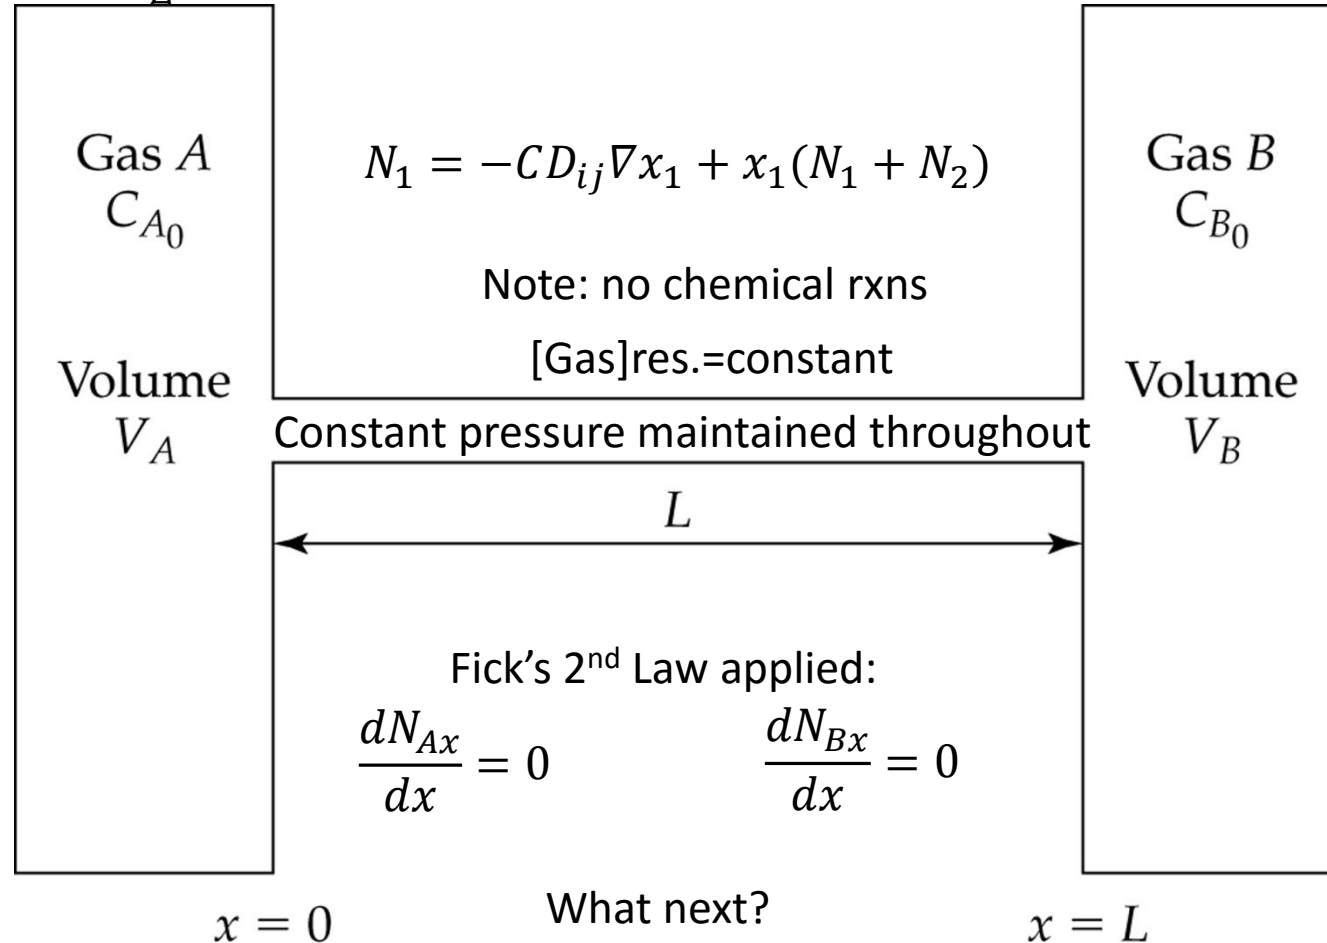 Gas A
C_{A_0}
Volume
V_A
N_1 = −CD_{ij}∇x_1 + x_1(N_1 + N_2)
Note: no chemical rxns
[Gas]res.=constant
Constant pressure maintained throughout
L
Gas B
C_{B_0}
Volume
V_B
Fick's 2nd Law applied:
dN_{Ax}/dx = 0 dN_{Bx}/dx = 0
What next?
x = 0
x = L